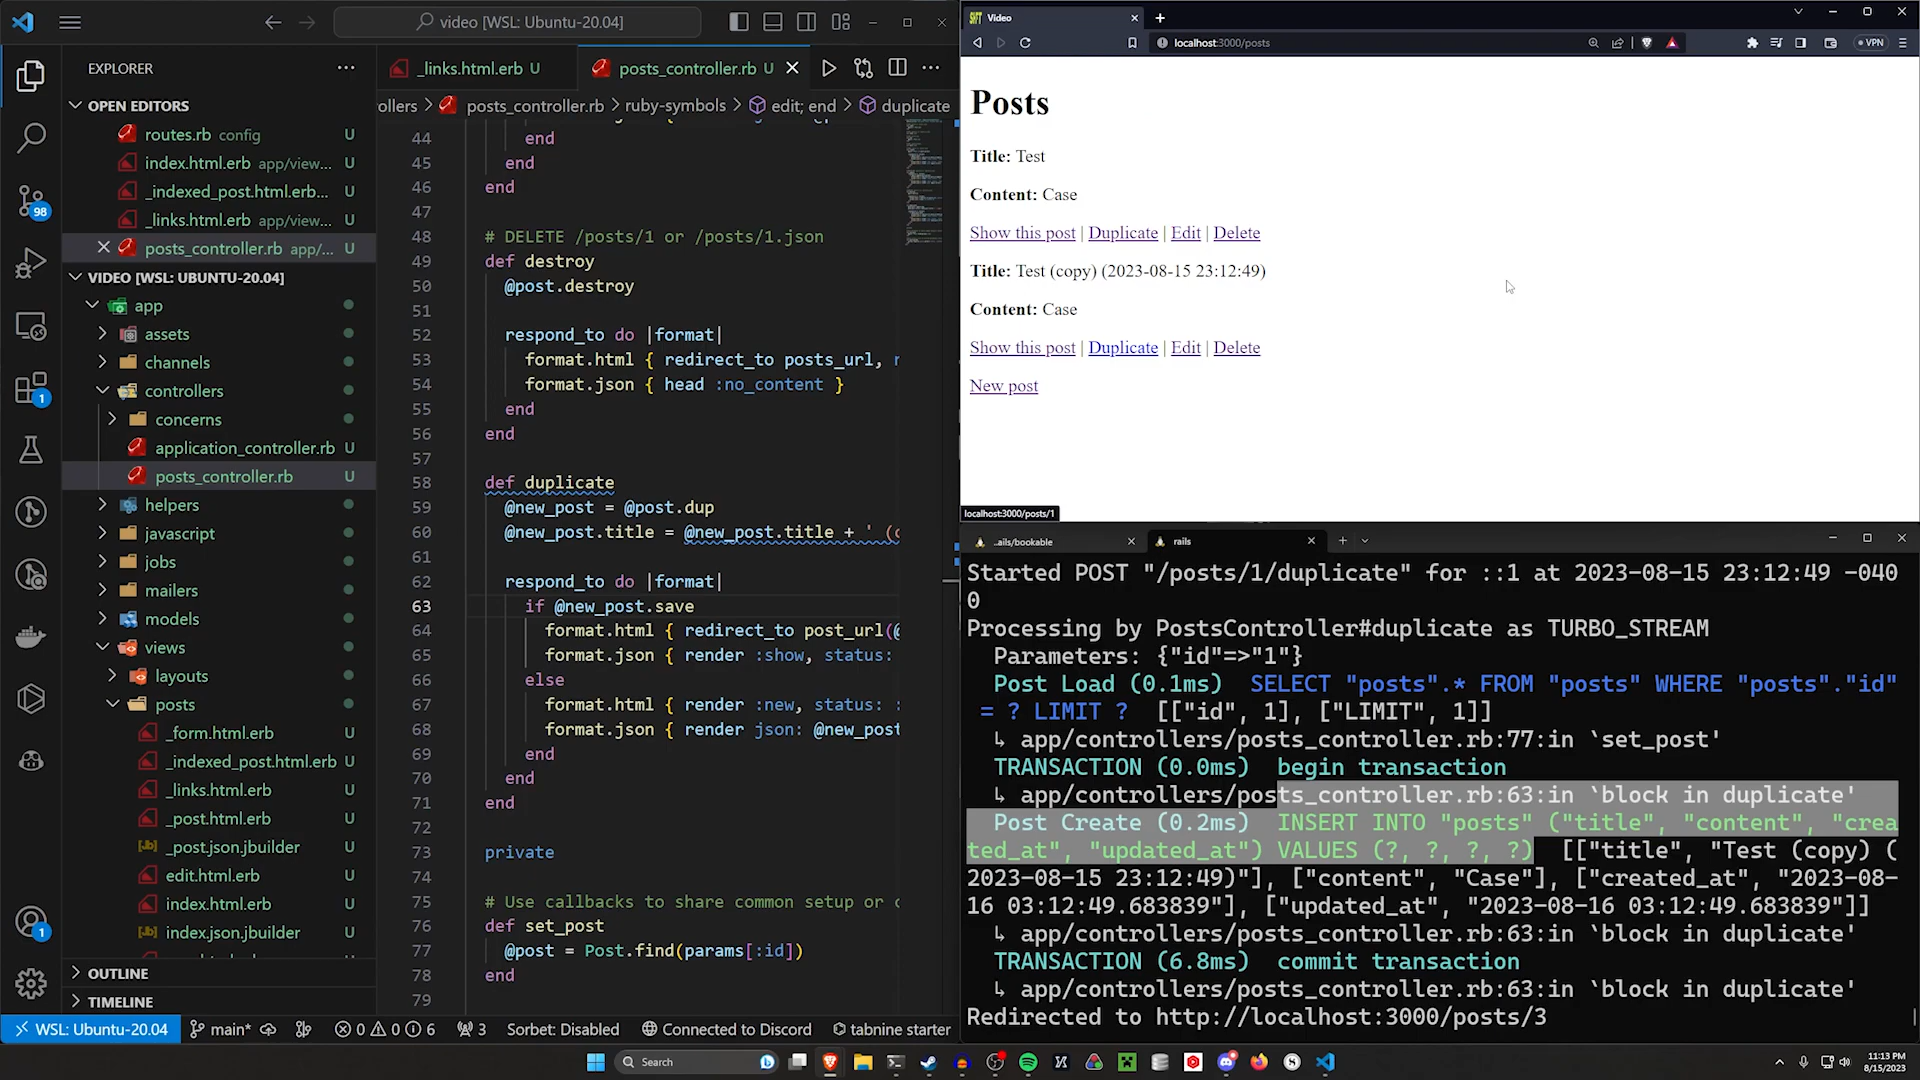 video [WSL: Ubuntu-20.04]
EXPLORER
OPEN EDITORS
routes.rb config U
index.html.erb app/view... U
_indexed_post.html.erb... U
_links.html.erb app/view... U
posts_controller.rb app/... U
VIDEO [WSL: UBUNTU-20.04]
app
assets
channels
controllers
concerns
application_controller.rb U
posts_controller.rb U
helpers
javascript
jobs
mailers
models
views
layouts
posts
_form.html.erb U
_indexed_post.html.erb U
_links.html.erb U
_post.html.erb U
_post.json.jbuilder U
edit.html.erb U
index.html.erb U
index.json.jbuilder U
OUTLINE
TIMELINE
98
1
1
_links.html.erb U
posts_controller.rb U
ollers > posts_controller.rb > ruby-symbols > edit; end > duplicate
44 end
45 end
46 end
47
48 # DELETE /posts/1 or /posts/1.json
49 def destroy
50 @post.destroy
51
52 respond_to do |format|
53 format.html { redirect_to posts_url,
54 format.json { head :no_content }
55 end
56 end
57
58 def duplicate
59 @new_post = @post.dup
60 @new_post.title = @new_post.title + ' (
61
62 respond_to do |format|
63 if @new_post.save
64 format.html { redirect_to post_url(
65 format.json { render :show, status:
66 else
67 format.html { render :new, status:
68 format.json { render json: @new_post
69 end
70 end
71 end
72
73 private
74
75 # Use callbacks to share common setup or
76 def set_post
77 @post = Post.find(params[:id])
78 end
79
WSL: Ubuntu-20.04 main* 0 0 6 3 Sorbet: Disabled Connected to Discord tabnine starter
Video
localhost:3000/posts
VPN
Posts
Title: Test
Content: Case
Show this post | Duplicate | Edit | Delete
Title: Test (copy) (2023-08-15 23:12:49)
Content: Case
Show this post | Duplicate | Edit | Delete
New post
localhost:3000/posts/1
..ails/bookable
rails
Started POST "/posts/1/duplicate" for ::1 at 2023-08-15 23:12:49 -040
0
Processing by PostsController#duplicate as TURBO_STREAM
Parameters: {"id"=>"1"}
Post Load (0.1ms) SELECT "posts".* FROM "posts" WHERE "posts"."id"
= ? LIMIT ? [["id", 1], ["LIMIT", 1]]
↳ app/controllers/posts_controller.rb:77:in `set_post'
TRANSACTION (0.0ms) begin transaction
↳ app/controllers/posts_controller.rb:63:in `block in duplicate'
Post Create (0.2ms) INSERT INTO "posts" ("title", "content", "crea
ted_at", "updated_at") VALUES (?, ?, ?, ?) [["title", "Test (copy) (
2023-08-15 23:12:49)"], ["content", "Case"], ["created_at", "2023-08-
16 03:12:49.683839"], ["updated_at", "2023-08-16 03:12:49.683839"]]
↳ app/controllers/posts_controller.rb:63:in `block in duplicate'
TRANSACTION (6.8ms) commit transaction
↳ app/controllers/posts_controller.rb:63:in `block in duplicate'
Redirected to http://localhost:3000/posts/3
Search
11:13 PM
8/15/2023